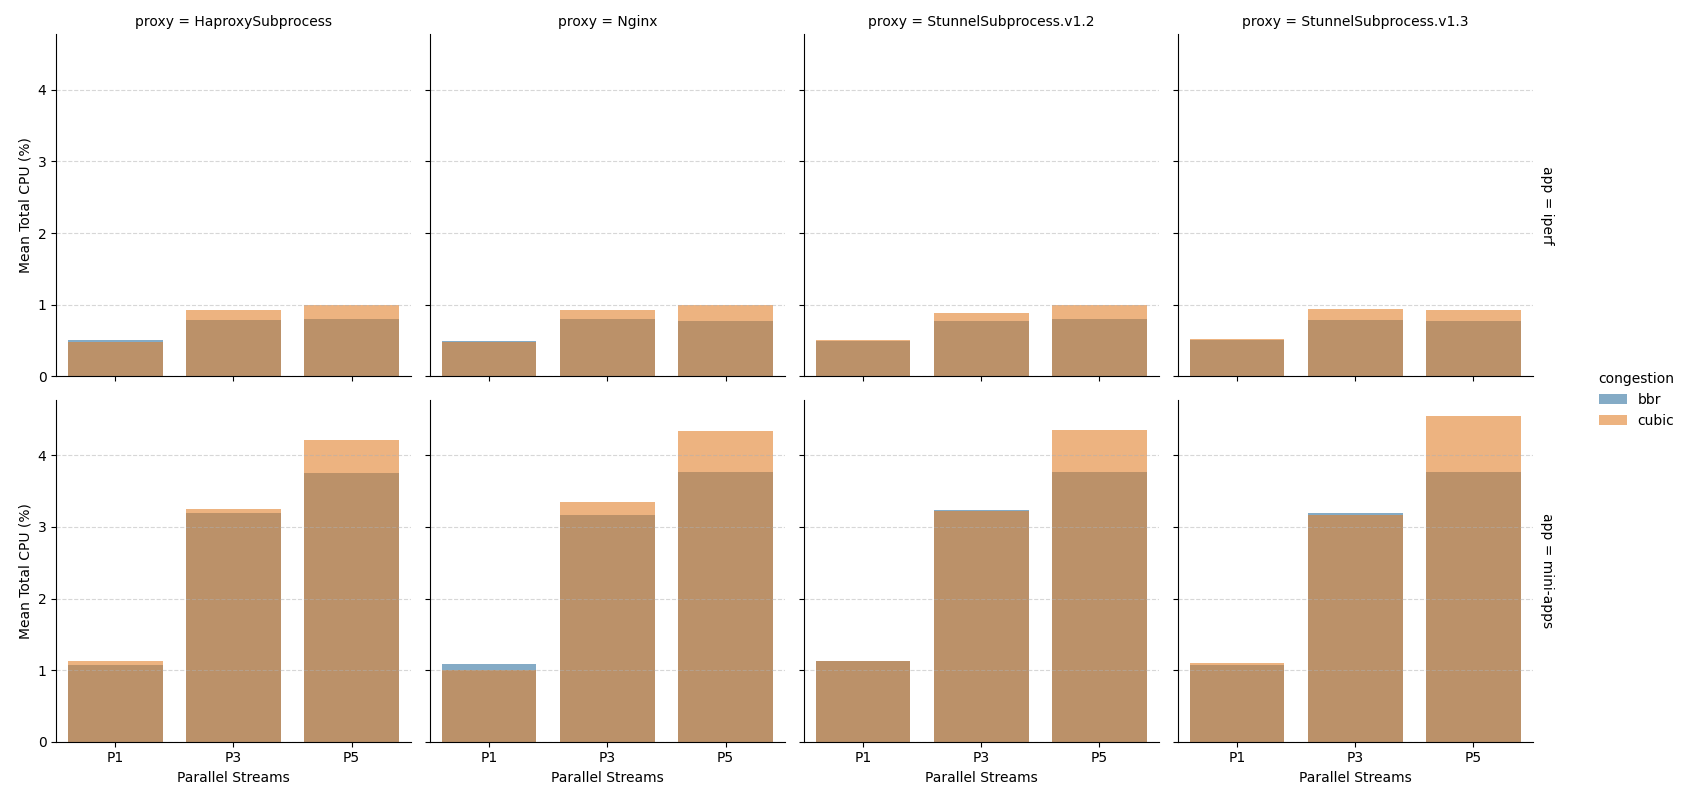 proxy = HaproxySubprocess
proxy = Nginx
proxy = StunnelSubprocess.v1.2
proxy = StunnelSubprocess.v1.3
Mean Total CPU (%)
4
3
2
1
0
app = iperf
congestion
bbr
cubic
Mean Total CPU (%)
4
3
2
1
0
app = mini-apps
P1 P3 P5
P1 P3 P5
P1 P3 P5
P1 P3 P5
Parallel Streams
Parallel Streams
Parallel Streams
Parallel Streams